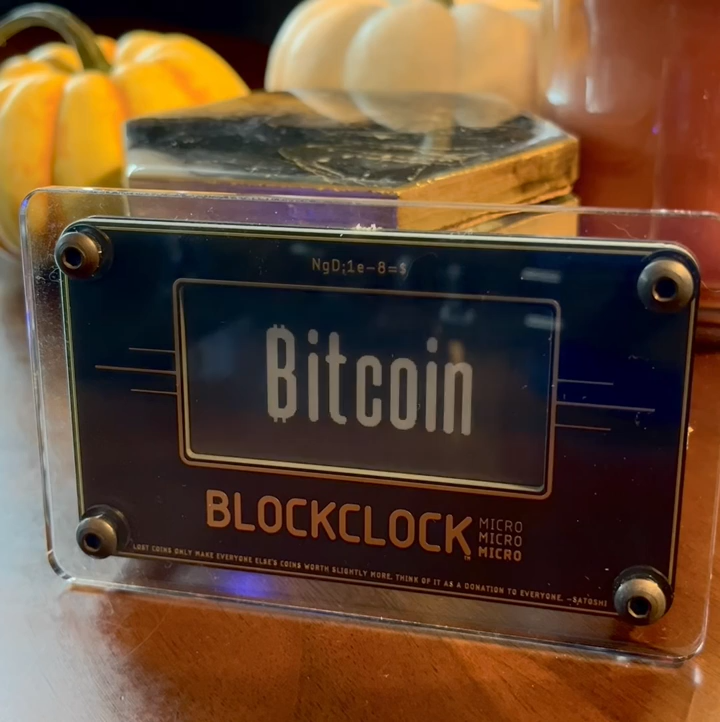 NgD;1e-8=$
Bitcoin
BLOCKCLOCK™
MICRO
MICRO
MICRO
LOST COINS ONLY MAKE EVERYONE ELSE'S COINS WORTH SLIGHTLY MORE. THINK OF IT AS A DONATION TO EVERYONE. -SATOSHI